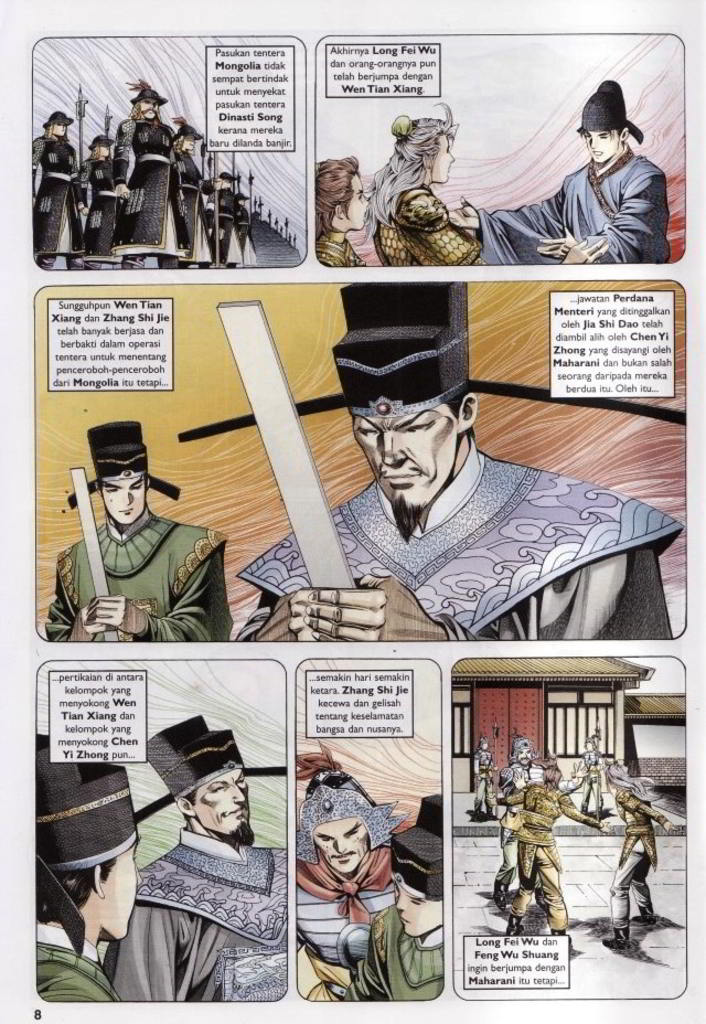 Pasukan tentera
Mongolia tidak
sempat bertindak
untuk menyekat
pasukan tentera
Dinasti Song
kerana mereka
baru dilanda banjir.
Akhirnya Long Fei Wu
dan orang-orangnya pun
telah berjumpa dengan
Wen Tian Xiang.
Sungguhpun Wen Tian
Xiang dan Zhang Shi Jie
telah banyak berjasa dan
berbakti dalam operasi
tentera untuk menentang
penceroboh-penceroboh
dari Mongolia itu tetapi...
...jawatan Perdana
Menteri yang ditinggalkan
oleh Jia Shi Dao telah
diambil alih oleh Chen Yi
Zhong yang disayangi oleh
Maharani dan bukan salah
seorang daripada mereka
berdua itu. Oleh itu...
...pertikaian di antara
kelompok yang
menyokong Wen
Tian Xiang dan
kelompok yang
menyokong Chen
Yi Zhong pun...
...semakin hari semakin
ketara. Zhang Shi Jie
kecewa dan gelisah
tentang keselamatan
bangsa dan nusanya.
Long Fei Wu dan
Feng Wu Shuang
ingin berjumpa dengan
Maharani itu tetapi...
8